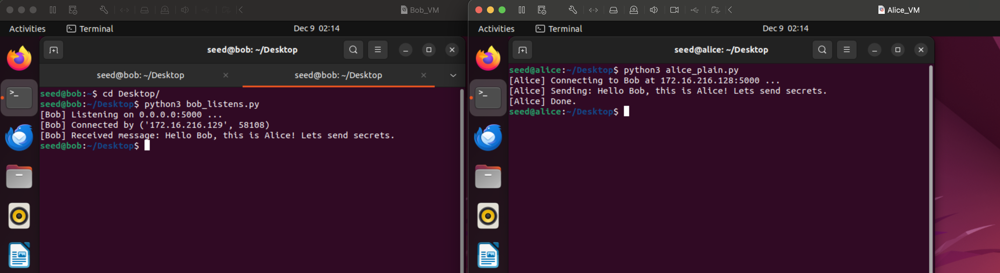 Bob_VM
Activities
Terminal
Dec 9 02:14
seed@bob: ~/Desktop
seed@bob: ~/Desktop
seed@bob: ~/Desktop
seed@bob:~$ cd Desktop/
seed@bob:~/Desktop$ python3 bob_listens.py
[Bob] Listening on 0.0.0.0:5000 ...
[Bob] Connected by ('172.16.216.129', 58108)
[Bob] Received message: Hello Bob, this is Alice! Lets send secrets.
seed@bob:~/Desktop$
Alice_VM
Activities
Terminal
Dec 9 02:14
seed@alice: ~/Desktop
seed@alice:~/Desktop$ python3 alice_plain.py
[Alice] Connecting to Bob at 172.16.216.128:5000 ...
[Alice] Sending: Hello Bob, this is Alice! Lets send secrets.
[Alice] Done.
seed@alice:~/Desktop$